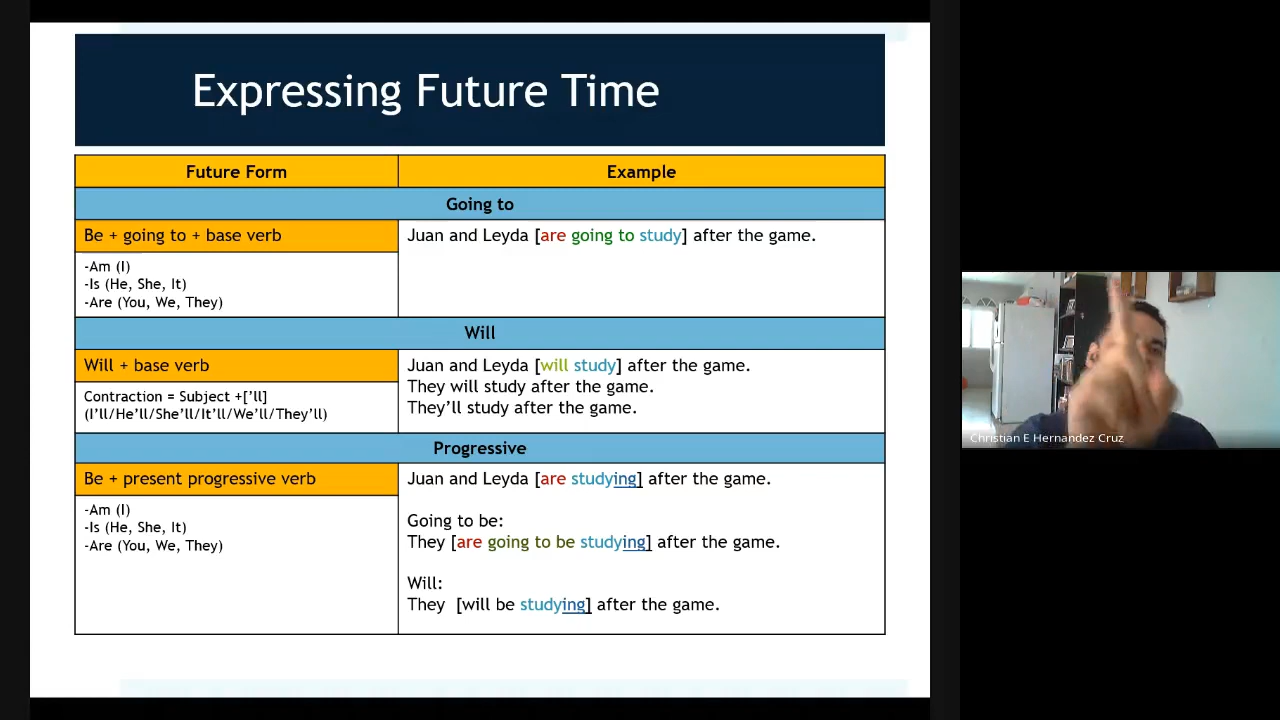 Expressing Future Time
Future Form
Example
Going to
Be + going to + base verb
Juan and Leyda [are going to study] after the game.
-Am (I)
-Is (He, She, It)
-Are (You, We, They)
Will
Will + base verb
Juan and Leyda [will study] after the game.
They will study after the game.
They’ll study after the game.
Contraction = Subject +[’ll]
(I’ll/He’ll/She’ll/It’ll/We’ll/They’ll)
Progressive
Be + present progressive verb
Juan and Leyda [are studying] after the game.
-Am (I)
-Is (He, She, It)
-Are (You, We, They)
Going to be:
They [are going to be studying] after the game.
Will:
They [will be studying] after the game.
Christian E Hernandez Cruz